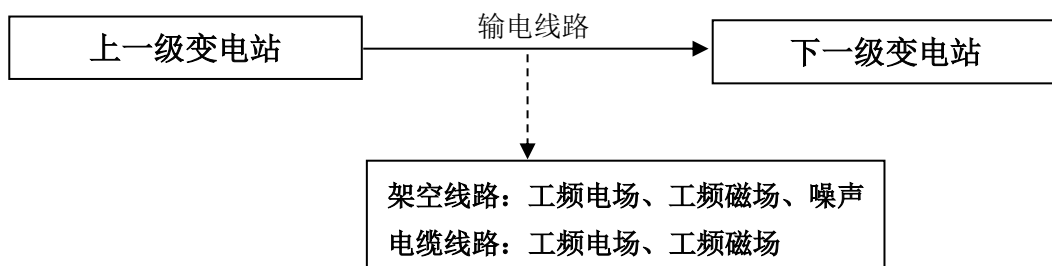 输电线路
上一级变电站
下一级变电站
架空线路：工频电场、工频磁场、噪声
电缆线路：工频电场、工频磁场